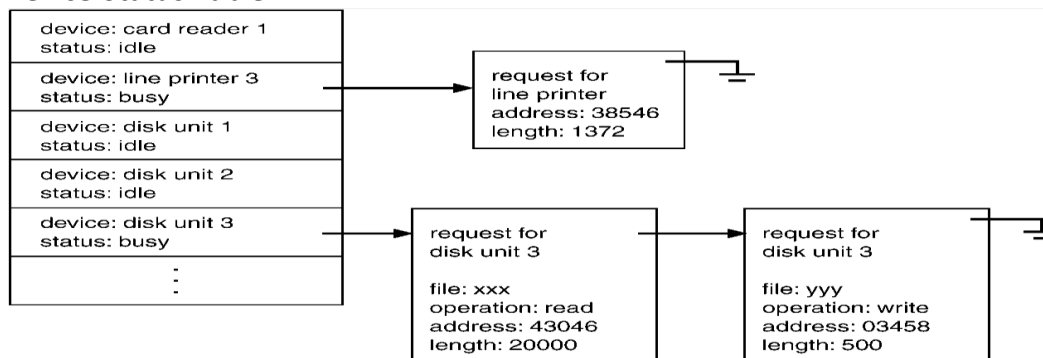 device: card reader 1
status: idle
device: line printer 3
status: busy
device: disk unit 1
status: idle
device: disk unit 2
status: idle
device: disk unit 3
status: busy
request for
line printer
address: 38546
length: 1372
request for
disk unit 3
file: xxx
operation: read
address: 43046
length: 20000
request for
disk unit 3
file: yyy
operation: write
address: 03458
length: 500